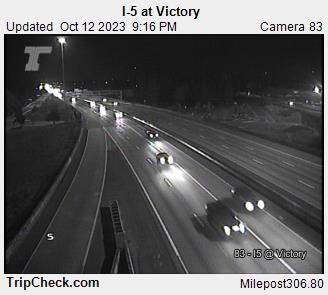 I-5 at Victory
Updated Oct 12 2023 9:16 PM Camera 83
T
S
83 - I5 @ Victory
TripCheck.com Milepost306.80